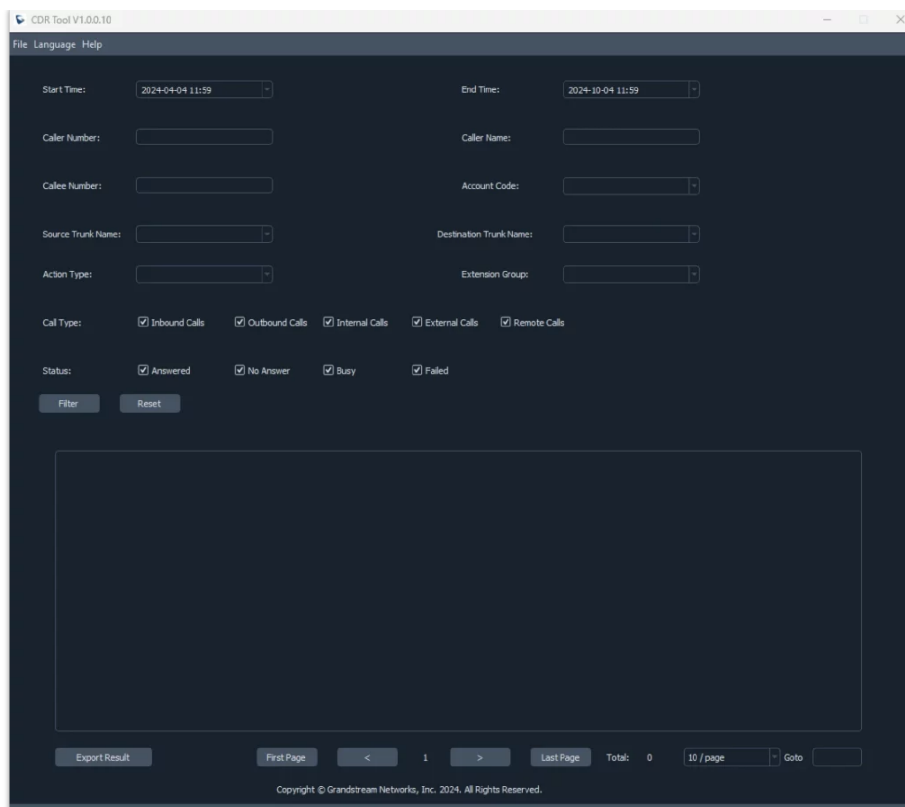 CDR Tool V1.0.0.10
File Language Help
Start Time: 2024-04-04 11:59 End Time: 2024-10-04 11:59
Caller Number: Caller Name:
Callee Number: Account Code:
Source Trunk Name: Destination Trunk Name:
Action Type: Extension Group:
Call Type: Inbound Calls Outbound Calls Internal Calls External Calls Remote Calls
Status: Answered No Answer Busy Failed
Filter Reset
Export Result First Page < 1 > Last Page Total: 0 10 / page Goto
Copyright © Grandstream Networks, Inc. 2024. All Rights Reserved.